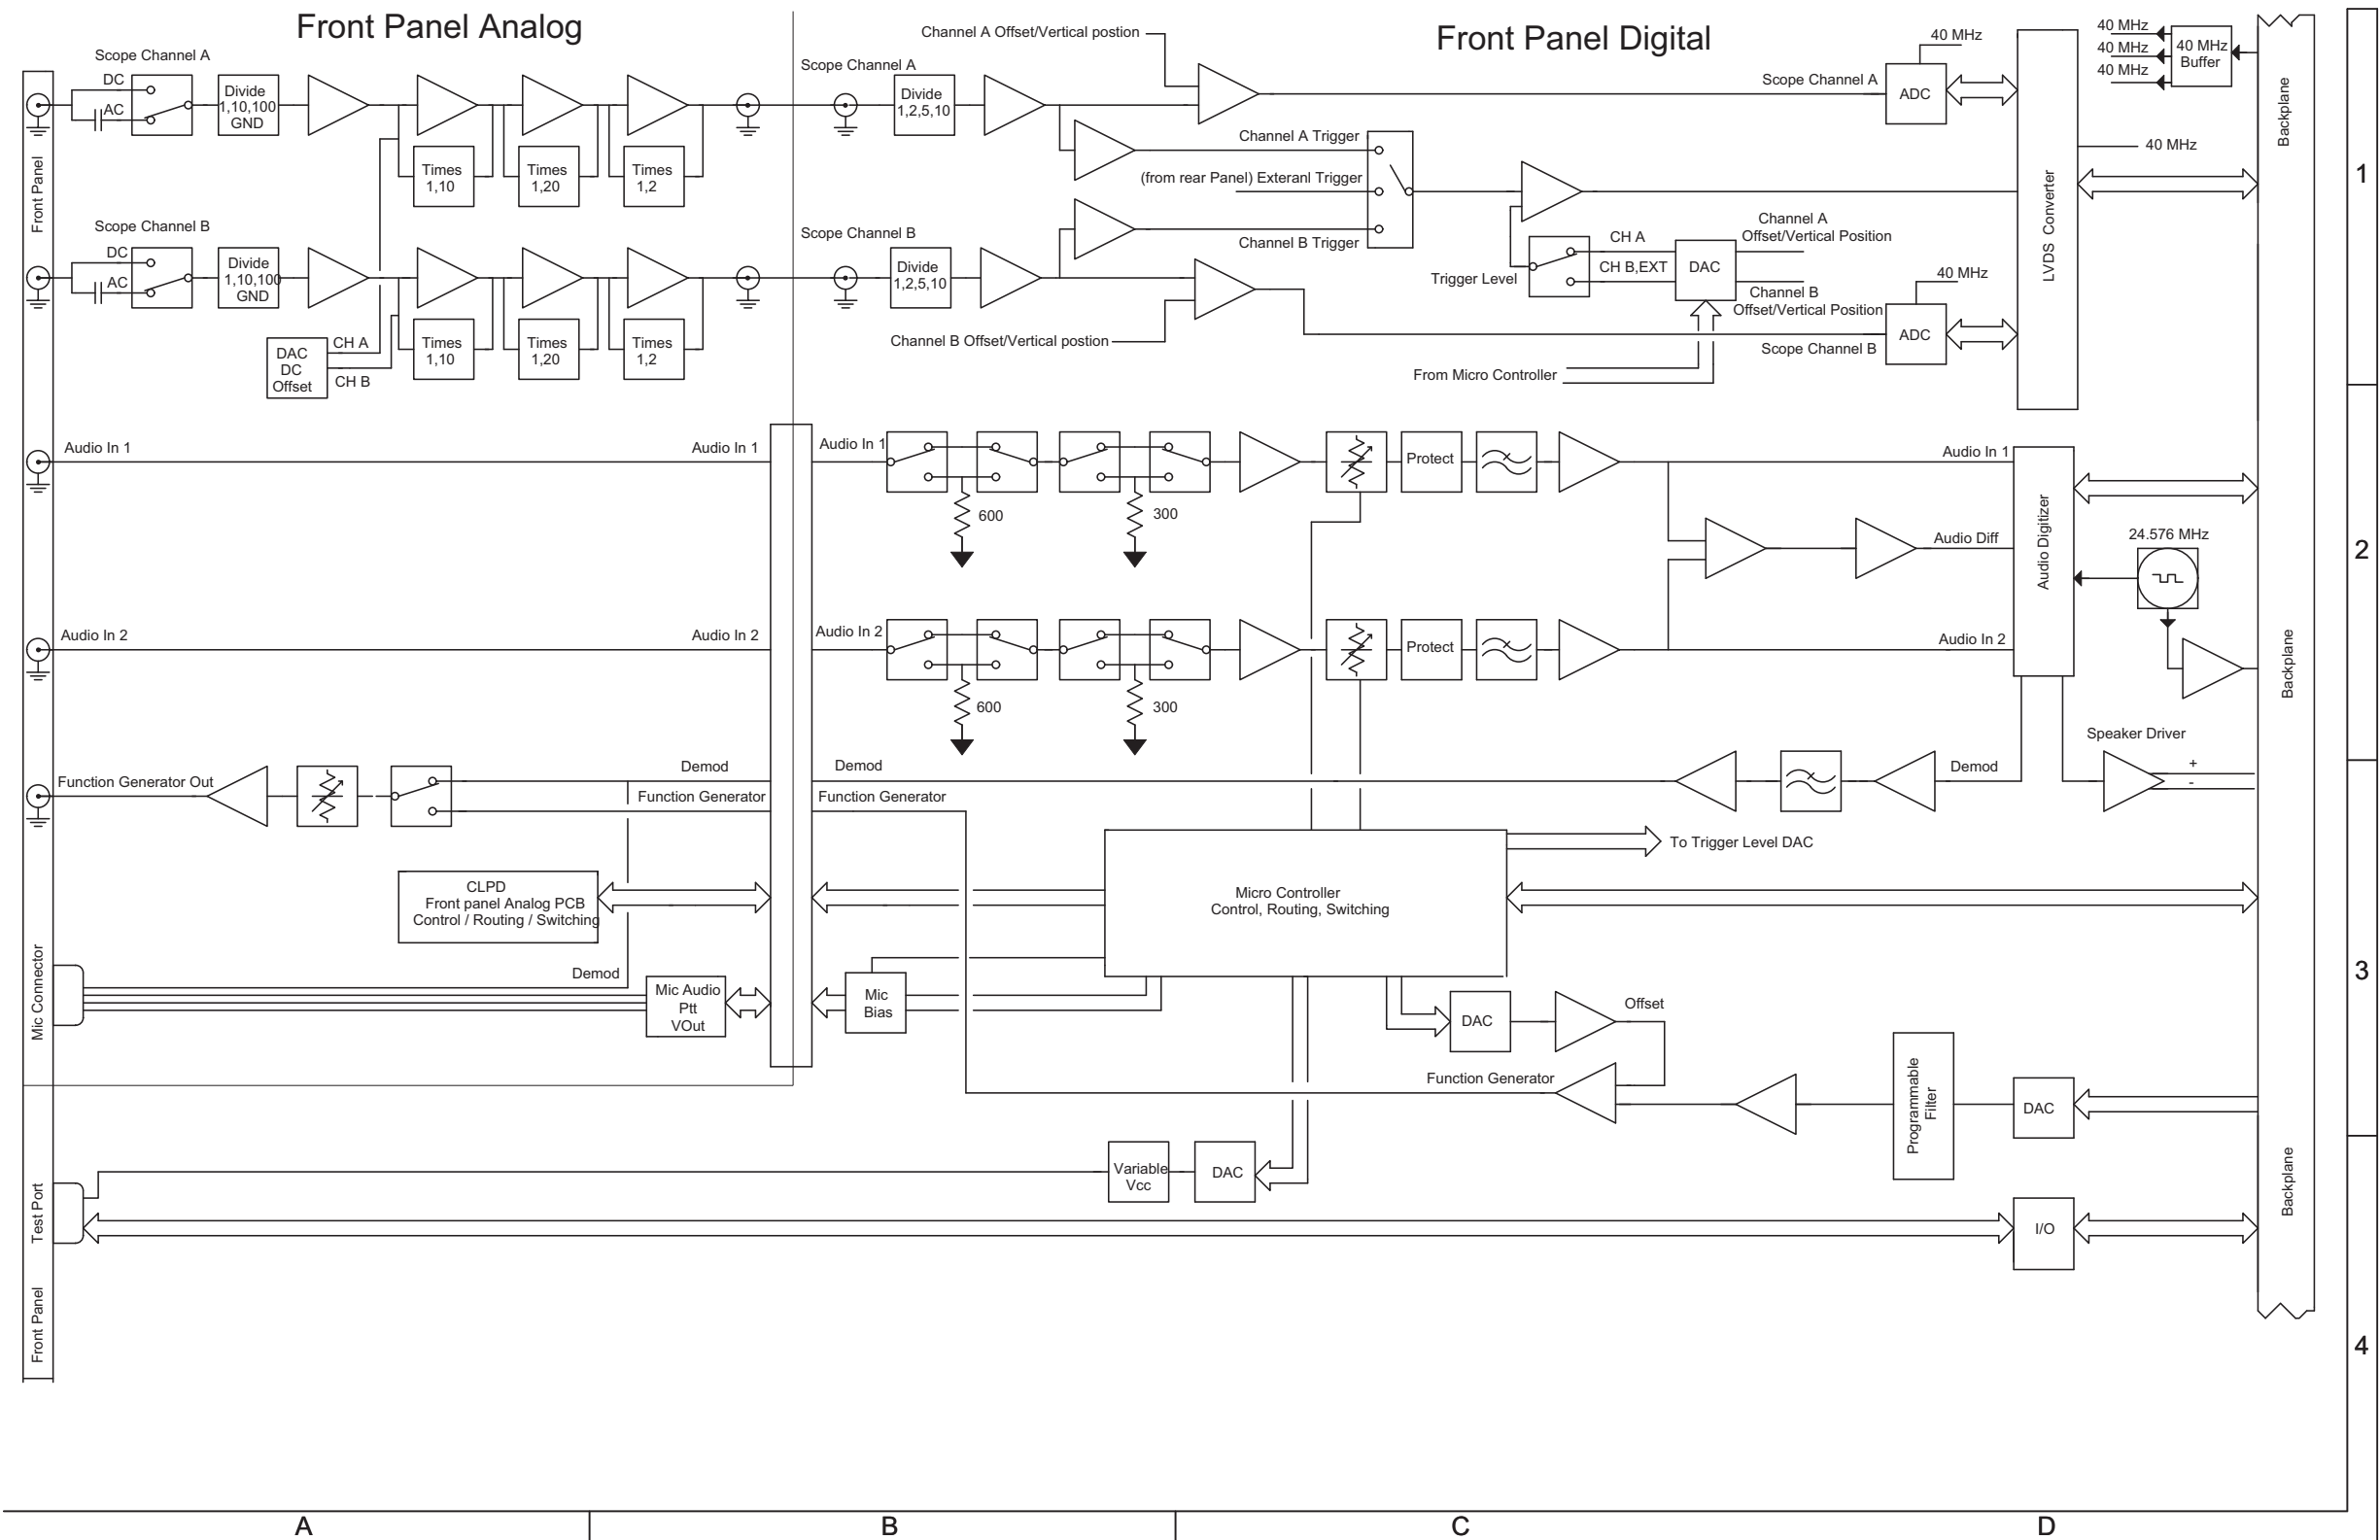 Front Panel Analog
Front Panel Digital
Channel A Offset/Vertical postion
Scope Channel A
DC
AC
Divide
1,10,100
GND
Times
1,10
Times
1,20
Times
1,2
Scope Channel A
Divide
1,2,5,10
Channel A Trigger
(from rear Panel) Exteranl Trigger
Channel B Trigger
Scope Channel A
40 MHz
ADC
40 MHz
40 MHz
40 MHz
40 MHz
Buffer
40 MHz
LVDS Converter
Backplane
1
Front Panel
Scope Channel B
DC
AC
Divide
1,10,100
GND
Times
1,10
Times
1,20
Times
1,2
DAC
DC
Offset
CH A
CH B
Scope Channel B
Divide
1,2,5,10
Channel B Offset/Vertical postion
Trigger Level
CH A
CH B,EXT
DAC
Channel A
Offset/Vertical Position
Channel B
Offset/Vertical Position
40 MHz
ADC
Scope Channel B
From Micro Controller
Audio In 1
Audio In 1
Audio In 1
600
300
Protect
Audio In 1
Audio Diff
Audio Digitizer
24.576 MHz
2
Audio In 2
Audio In 2
Audio In 2
600
300
Protect
Audio In 2
Backplane
Speaker Driver
+
-
Function Generator Out
Demod
Function Generator
Demod
Function Generator
Demod
To Trigger Level DAC
CLPD
Front panel Analog PCB
Control / Routing / Switching
Micro Controller
Control, Routing, Switching
Mic Connector
Demod
Mic Audio
Ptt
VOut
Mic
Bias
3
DAC
Offset
Function Generator
Programmable
Filter
DAC
Variable
Vcc
DAC
Test Port
I/O
Backplane
Front Panel
4
A
B
C
D